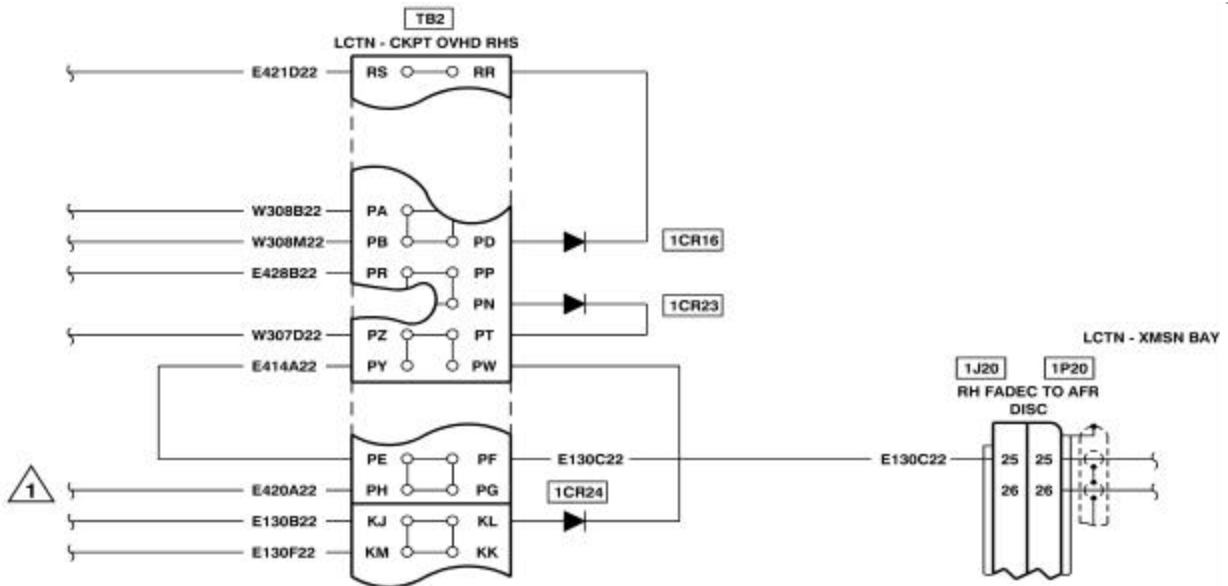 TB2
LCTN - CKPT OVHD RHS
E421D22 RS RR
W308B22 PA
W308M22 PB PD 1CR16
E428B22 PR PP
PN 1CR23
W307D22 PZ PT
E414A22 PY PW
LCTN - XMSN BAY
1J20 1P20
RH FADEC TO AFR
DISC
PE PF E130C22 E130C22 25 25
1 E420A22 PH PG 1CR24 26 26
E130B22 KJ KL
E130F22 KM KK